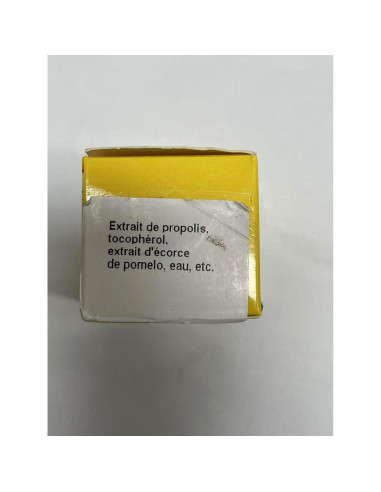 Extrait de propolis,
tocophérol,
extrait d'écorce
de pomelo, eau, etc.